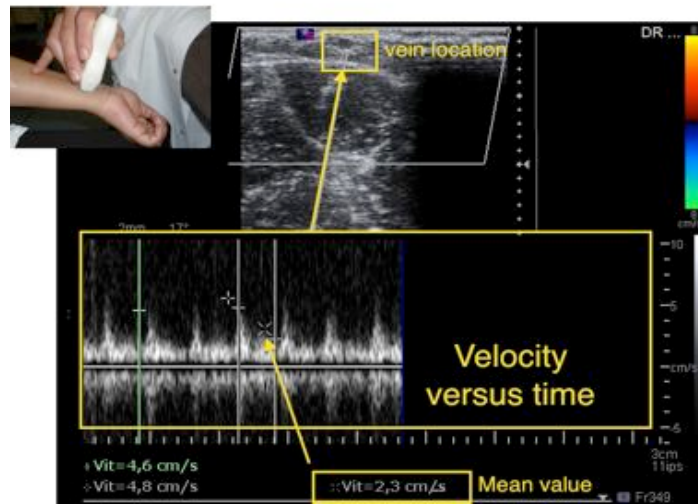 DR ...
vein location
cm/s
2mm 17°
10
5
cm/s
-5
Velocity
versus time
3cm
11ips
Vit=4,6 cm/s
Vit=4,8 cm/s
Vit=2,3 cm/s
Mean value
Fr349